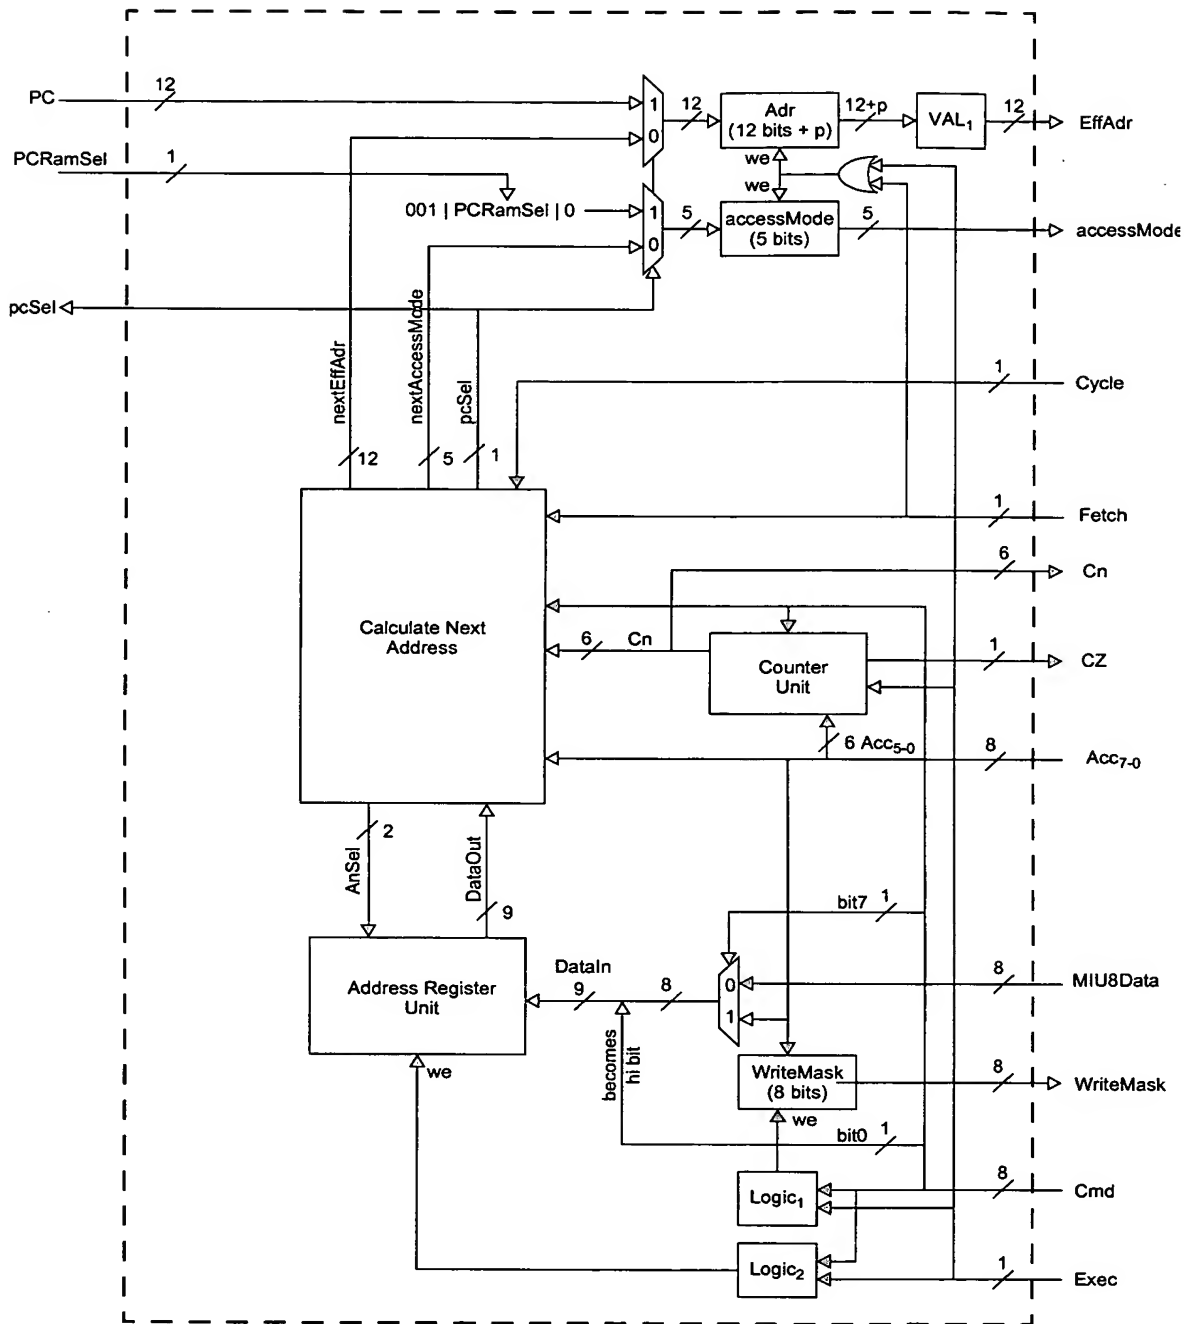 12
PC
12
Adr
(12 bits + p)
12+p
VAL1
12
EffAdr
1
0
we
PCRamSel
1
we
001 | PCRamSel | 0
1
0
5
accessMode
(5 bits)
5
accessMode
pcSel
nextEffAdr
nextAccessMode
pcSel
1
Cycle
12
5
1
1
Fetch
6
Cn
Calculate Next
Address
6
Cn
Counter
Unit
1
CZ
6 Acc5-0
8
Acc7-0
2
AnSel
DataOut
9
bit7
1
Address Register
Unit
DataIn
9
8
0
1
8
MIU8Data
becomes
hi bit
we
WriteMask
(8 bits)
8
WriteMask
we
bit0
1
Logic1
8
Cmd
Logic2
1
Exec